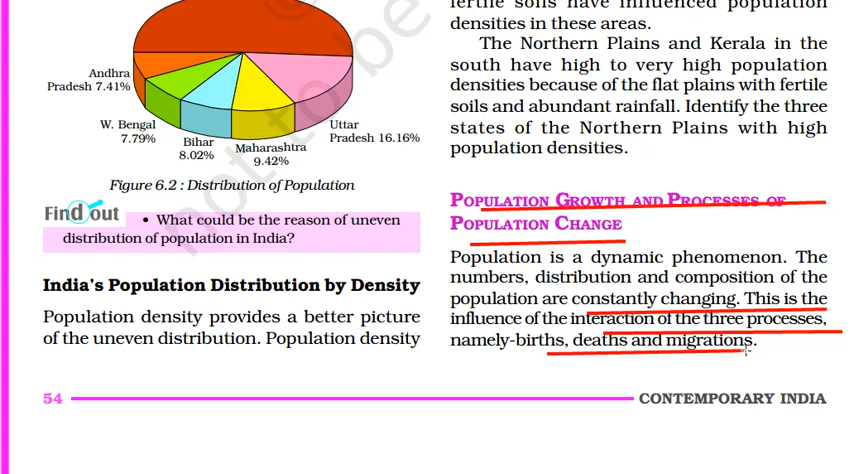 Andhra
Pradesh 7.41%
W. Bengal
7.79%
Bihar
8.02%
Maharashtra
9.42%
Uttar
Pradesh 16.16%
Figure 6.2 : Distribution of Population
Find out
• What could be the reason of uneven
distribution of population in India?
India's Population Distribution by Density
Population density provides a better picture
of the uneven distribution. Population density
fertile soils have influenced population
densities in these areas.
The Northern Plains and Kerala in the
south have high to very high population
densities because of the flat plains with fertile
soils and abundant rainfall. Identify the three
states of the Northern Plains with high
population densities.
POPULATION GROWTH AND PROCESSES OF
POPULATION CHANGE
Population is a dynamic phenomenon. The
numbers, distribution and composition of the
population are constantly changing. This is the
influence of the interaction of the three processes,
namely-births, deaths and migrations.
54
CONTEMPORARY INDIA
not to be